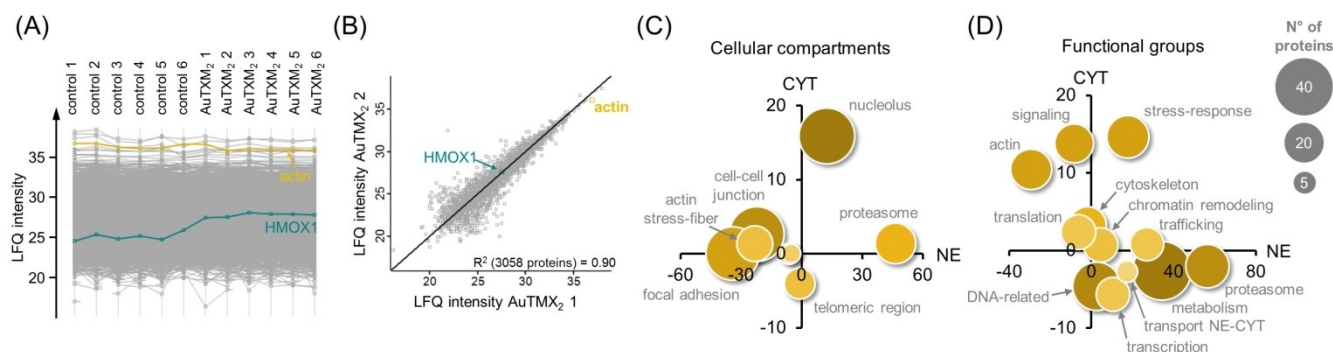 (A)
control 1
control 2
control 3
control 4
control 5
control 6
AuTXM2 1
AuTMX2 2
AuTMX2 3
AuTMX2 4
AuTMX2 5
AuTXM2 6
LFQ intensity
35
30
25
20
actin
HMOX1
(B)
LFQ intensity AuTMX2 2
35
30
25
20
actin
HMOX1
R2 (3058 proteins) = 0.90
20
25
30
35
LFQ intensity AuTMX2 1
(C)
Cellular compartments
CYT
20
nucleolus
10
cell-cell
junction
actin
stress-fiber
proteasome
0
NE
-60
-30
0
30
60
focal adhesion
telomeric region
-10
(D)
Functional groups
CYT
20
signaling
stress-response
actin
10
cytoskeleton
chromatin remodeling
translation
trafficking
0
NE
-40
0
40
80
DNA-related
proteasome
metabolism
-10
transport NE-CYT
transcription
N° of
proteins
40
20
5